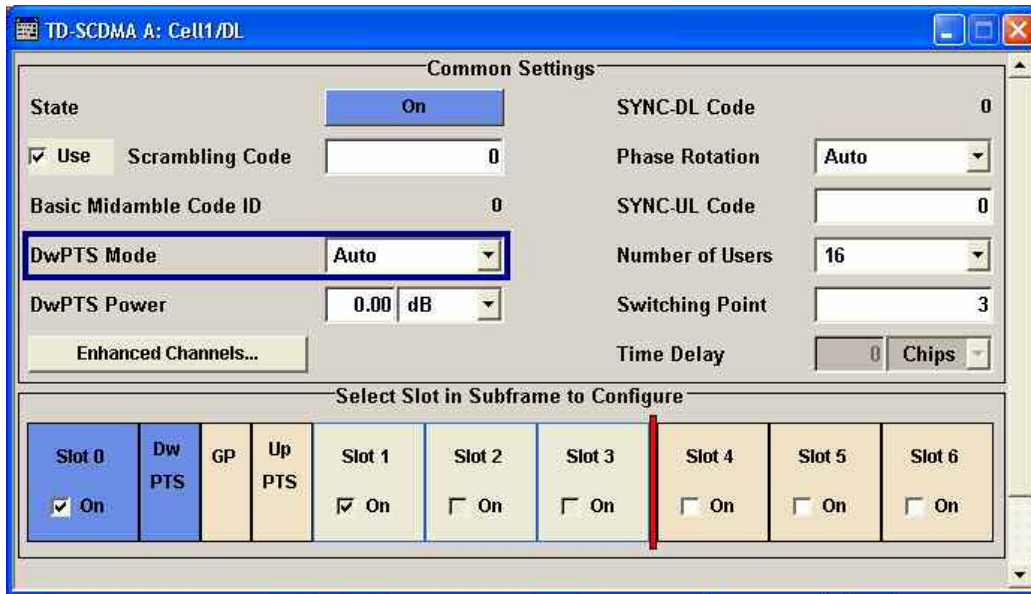 TD-SCDMA A: Cell1/DL
Common Settings
State On SYNC-DL Code 0
Use Scrambling Code 0 Phase Rotation Auto
Basic Midamble Code ID 0 SYNC-UL Code 0
DwPTS Mode Auto Number of Users 16
DwPTS Power 0.00 dB Switching Point 3
Enhanced Channels... Time Delay 0 Chips
Select Slot in Subframe to Configure
Slot 0 Dw PTS GP Up PTS Slot 1 Slot 2 Slot 3 Slot 4 Slot 5 Slot 6
On On On On On On On